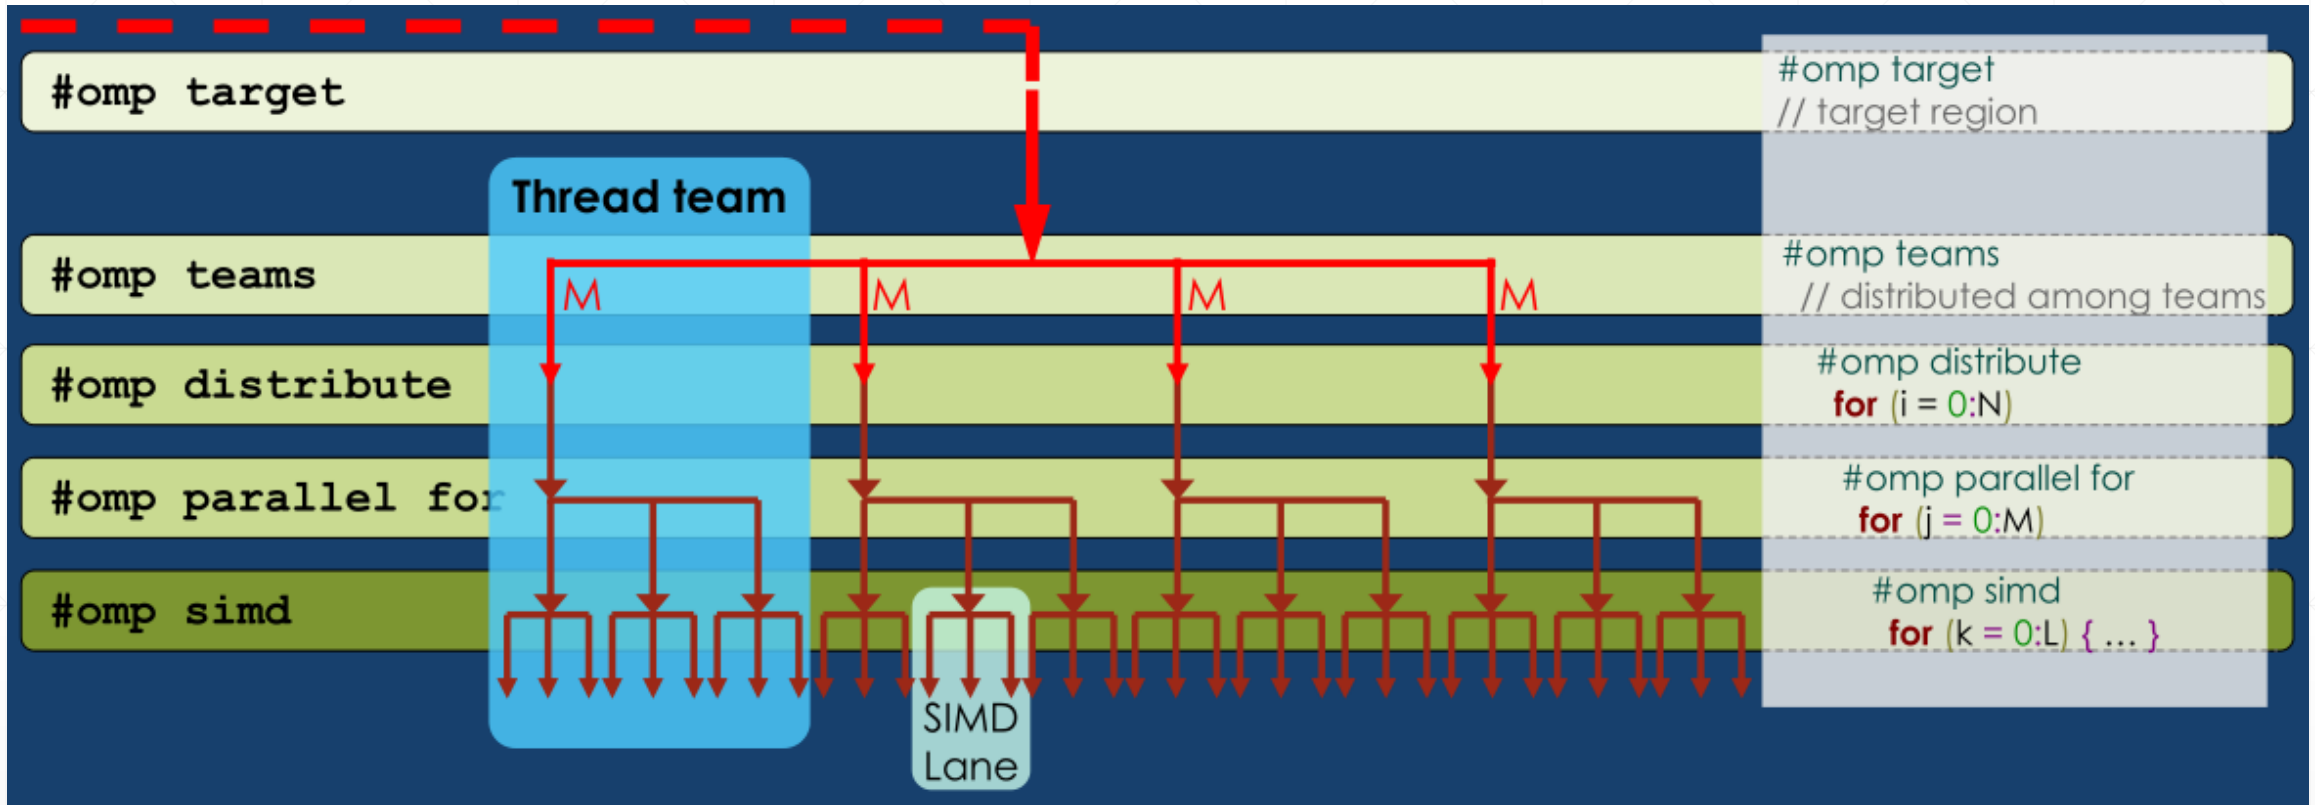 #omp target
#omp target
// target region
Thread team
#omp teams
M M M M
#omp teams
// distributed among teams
#omp distribute
#omp distribute
for (i = 0:N)
#omp parallel for
#omp parallel for
for (j = 0:M)
#omp simd
#omp simd
for (k = 0:L) { ... }
SIMD
Lane